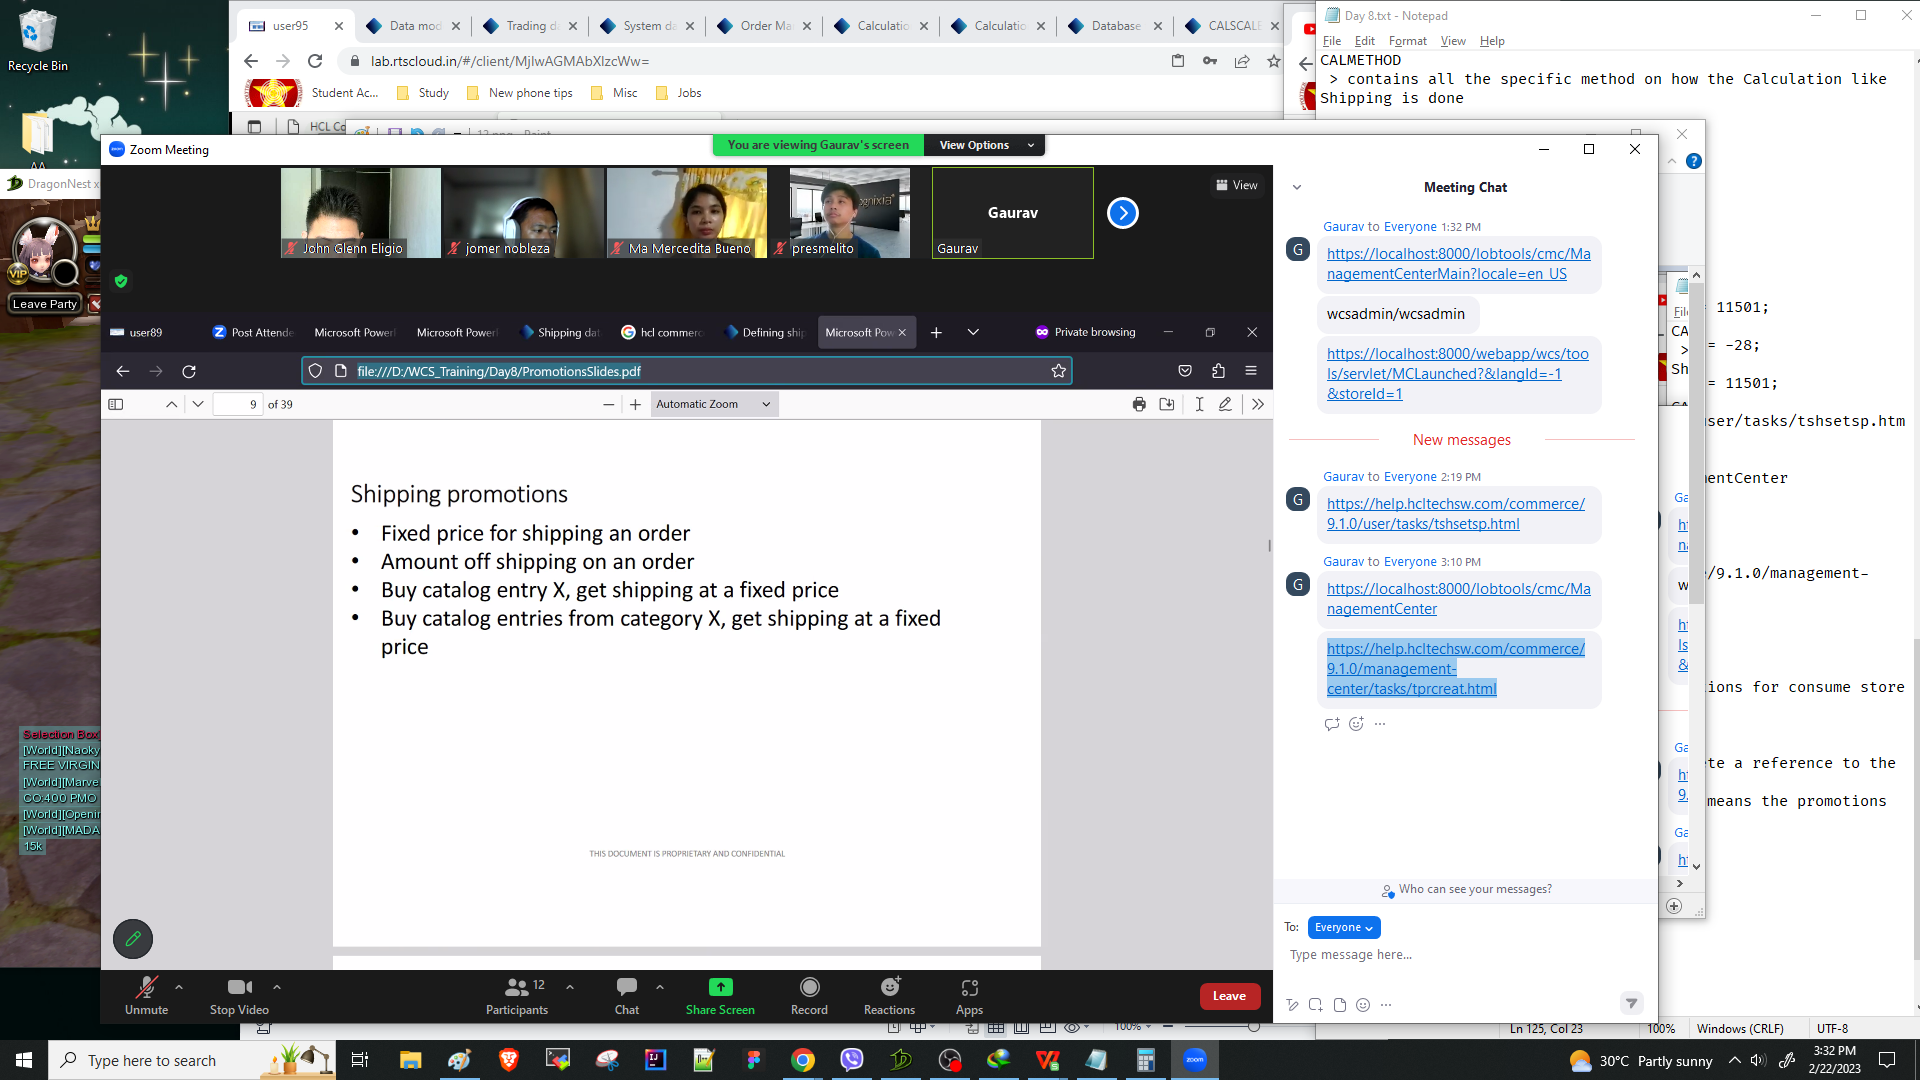 Recycle Bin
user95
Data mod
Trading d
System da
Order Ma
Calculatio
Calculatio
Database
CALSCALE
lab.rtscloud.in/#/client/MjIwAGMAbXlzcWw=
Student Ac...
Study
New phone tips
Misc
Jobs
HCL Co
Day 8.txt - Notepad
File Edit Format View Help
CALMETHOD
> contains all the specific method on how the Calculation like
Shipping is done
DragonNest
VIP
Leave Party
Zoom Meeting
You are viewing Gaurav's screen
View Options
John Glenn Eligio
jomer nobleza
Ma Mercedita Bueno
presmelito
Gaurav
Gaurav
View
user89
Post Attende
Microsoft Power
Microsoft Power
Shipping dat
hcl commerc
Defining ship
Microsoft Pow
Private browsing
file:///D:/WCS_Training/Day8/PromotionsSlides.pdf
9 of 39
Automatic Zoom
Shipping promotions
• Fixed price for shipping an order
• Amount off shipping on an order
• Buy catalog entry X, get shipping at a fixed price
• Buy catalog entries from category X, get shipping at a fixed
price
THIS DOCUMENT IS PROPRIETARY AND CONFIDENTIAL
Unmute
Stop Video
Participants
12
Chat
Share Screen
Record
Reactions
Apps
Leave
Meeting Chat
Gaurav to Everyone 1:32 PM
G
https://localhost:8000/lobtools/cmc/Ma
nagementCenterMain?locale=en_US
wcsadmin/wcsadmin
https://localhost:8000/webapp/wcs/too
ls/servlet/MCLaunched?&langId=-1
&storeId=1
New messages
Gaurav to Everyone 2:19 PM
G
https://help.hcltechsw.com/commerce/
9.1.0/user/tasks/tshsetsp.html
Gaurav to Everyone 3:10 PM
G
https://localhost:8000/lobtools/cmc/Ma
nagementCenter
https://help.hcltechsw.com/commerce/
9.1.0/management-
center/tasks/tprcreat.html
Who can see your messages?
To: Everyone
Type message here...
= 11501;
= -28;
= 11501;
ser/tasks/tshsetsp.htm
entCenter
/9.1.0/management-
ions for consume store
te a reference to the
means the promotions
Selection Box
[World][Naoky
FREE VIRGIN
[World][Marve
CO:400 PMO
[World][Openin
[World][MADA
15k
100%
Ln 125, Col 23
100%
Windows (CRLF)
UTF-8
Type here to search
30°C Partly sunny
3:32 PM
2/22/2023